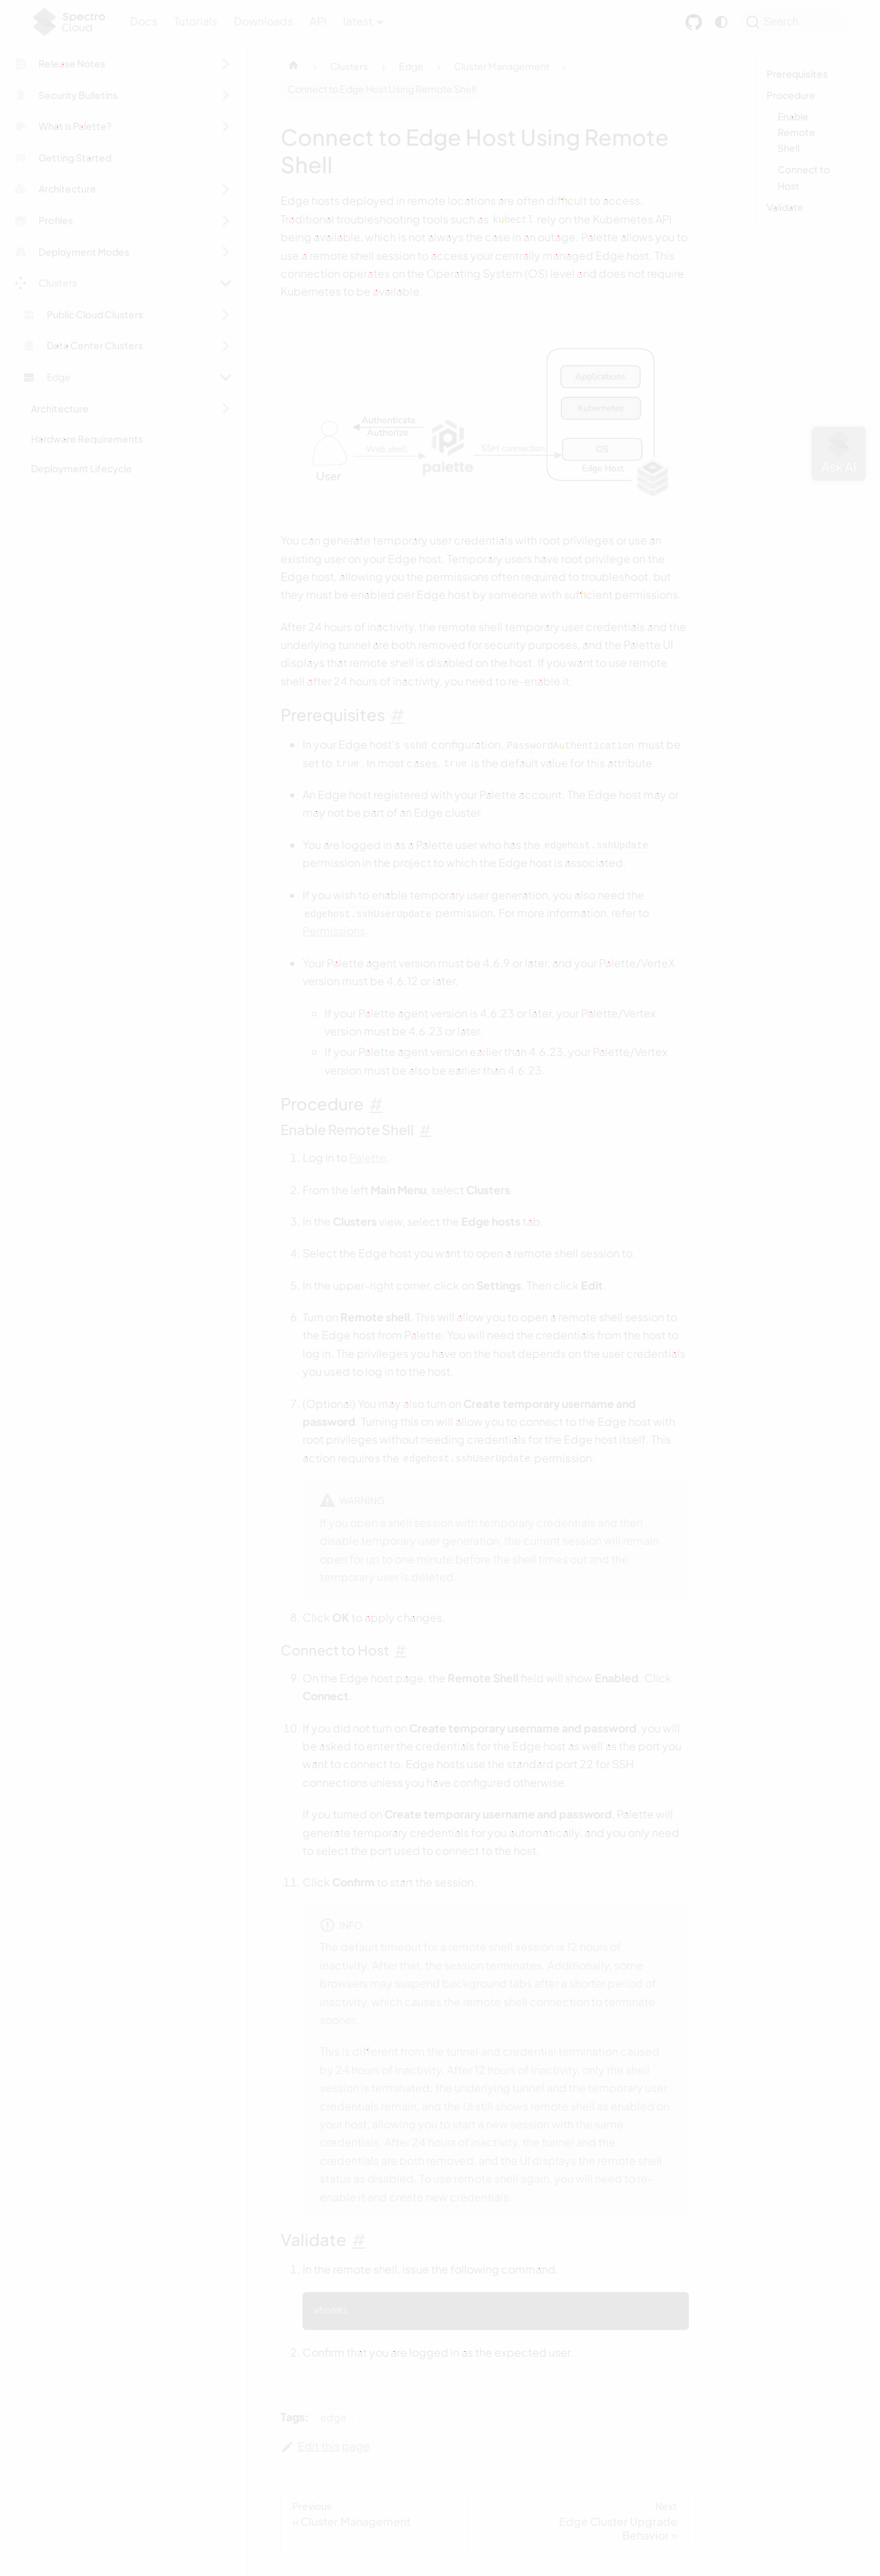 Spectro
Cloud
Docs
Tutorials
Downloads
API
latest
Search
Release Notes
Security Bulletins
What is Palette?
Getting Started
Architecture
Profiles
Deployment Modes
Clusters
Public Cloud Clusters
Data Center Clusters
Edge
Architecture
Hardware Requirements
Deployment Lifecycle
Clusters
Edge
Cluster Management
Connect to Edge Host Using Remote Shell
Connect to Edge Host Using Remote
Shell
Edge hosts deployed in remote locations are often difficult to access.
Traditional troubleshooting tools such as kubectl rely on the Kubernetes API
being available, which is not always the case in an outage. Palette allows you to
use a remote shell session to access your centrally managed Edge host. This
connection operates on the Operating System (OS) level and does not require
Kubernetes to be available.
Applications
Kubernetes
OS
Edge Host
Authenticate
Authorize
Web shell
palette
SSH connection
User
You can generate temporary user credentials with root privileges or use an
existing user on your Edge host. Temporary users have root privilege on the
Edge host, allowing you the permissions often required to troubleshoot, but
they must be enabled per Edge host by someone with sufficient permissions.
After 24 hours of inactivity, the remote shell temporary user credentials and the
underlying tunnel are both removed for security purposes, and the Palette UI
displays that remote shell is disabled on the host. If you want to use remote
shell after 24 hours of inactivity, you need to re-enable it.
Prerequisites #
In your Edge host's sshd configuration, PasswordAuthentication must be
set to true. In most cases, true is the default value for this attribute.
An Edge host registered with your Palette account. The Edge host may or
may not be part of an Edge cluster.
You are logged in as a Palette user who has the edgehost.sshUpdate
permission in the project to which the Edge host is associated.
If you wish to enable temporary user generation, you also need the
edgehost.sshUserUpdate permission. For more information, refer to
Permissions.
Your Palette agent version must be 4.6.9 or later, and your Palette/VerteX
version must be 4.6.12 or later.
If your Palette agent version is 4.6.23 or later, your Palette/Vertex
version must be 4.6.23 or later.
If your Palette agent version earlier than 4.6.23, your Palette/Vertex
version must be also be earlier than 4.6.23.
Procedure #
Enable Remote Shell #
1. Log in to Palette.
2. From the left Main Menu, select Clusters.
3. In the Clusters view, select the Edge hosts tab.
4. Select the Edge host you want to open a remote shell session to.
5. In the upper-right corner, click on Settings. Then click Edit.
6. Turn on Remote shell. This will allow you to open a remote shell session to
the Edge host from Palette. You will need the credentials from the host to
log in. The privileges you have on the host depends on the user credentials
you used to log in to the host.
7. (Optional) You may also turn on Create temporary username and
password. Turning this on will allow you to connect to the Edge host with
root privileges without needing credentials for the Edge host itself. This
action requires the edgehost.sshUserUpdate permission.
WARNING
If you open a shell session with temporary credentials and then
disable temporary user generation, the current session will remain
open for up to one minute before the shell times out and the
temporary user is deleted.
8. Click OK to apply changes.
Connect to Host #
9. On the Edge host page, the Remote Shell field will show Enabled. Click
Connect.
10. If you did not turn on Create temporary username and password, you will
be asked to enter the credentials for the Edge host as well as the port you
want to connect to. Edge hosts use the standard port 22 for SSH
connections unless you have configured otherwise.
If you turned on Create temporary username and password, Palette will
generate temporary credentials for you automatically, and you only need
to select the port used to connect to the host.
11. Click Confirm to start the session.
INFO
The default timeout for a remote shell session is 12 hours of
inactivity. After that, the session terminates. Additionally, some
browsers may suspend background tabs after a shorter period of
inactivity, which causes the remote shell connection to terminate
sooner.
This is different from the tunnel and credential termination caused
by 24 hours of inactivity. After 12 hours of inactivity, only the shell
session is terminated; the underlying tunnel and the temporary user
credentials remain, and the UI still shows remote shell as enabled on
your host, allowing you to start a new session with the same
credentials. After 24 hours of inactivity, the tunnel and the
credentials are both removed, and the UI displays the remote shell
status as disabled. To use remote shell again, you will need to re-
enable it and create new credentials.
Validate #
1. In the remote shell, issue the following command.
whoami
2. Confirm that you are logged in as the expected user.
Tags:
edge
Edit this page
Previous
« Cluster Management
Next
Edge Cluster Upgrade
Behavior »
Prerequisites
Procedure
Enable
Remote
Shell
Connect to
Host
Validate
Ask AI